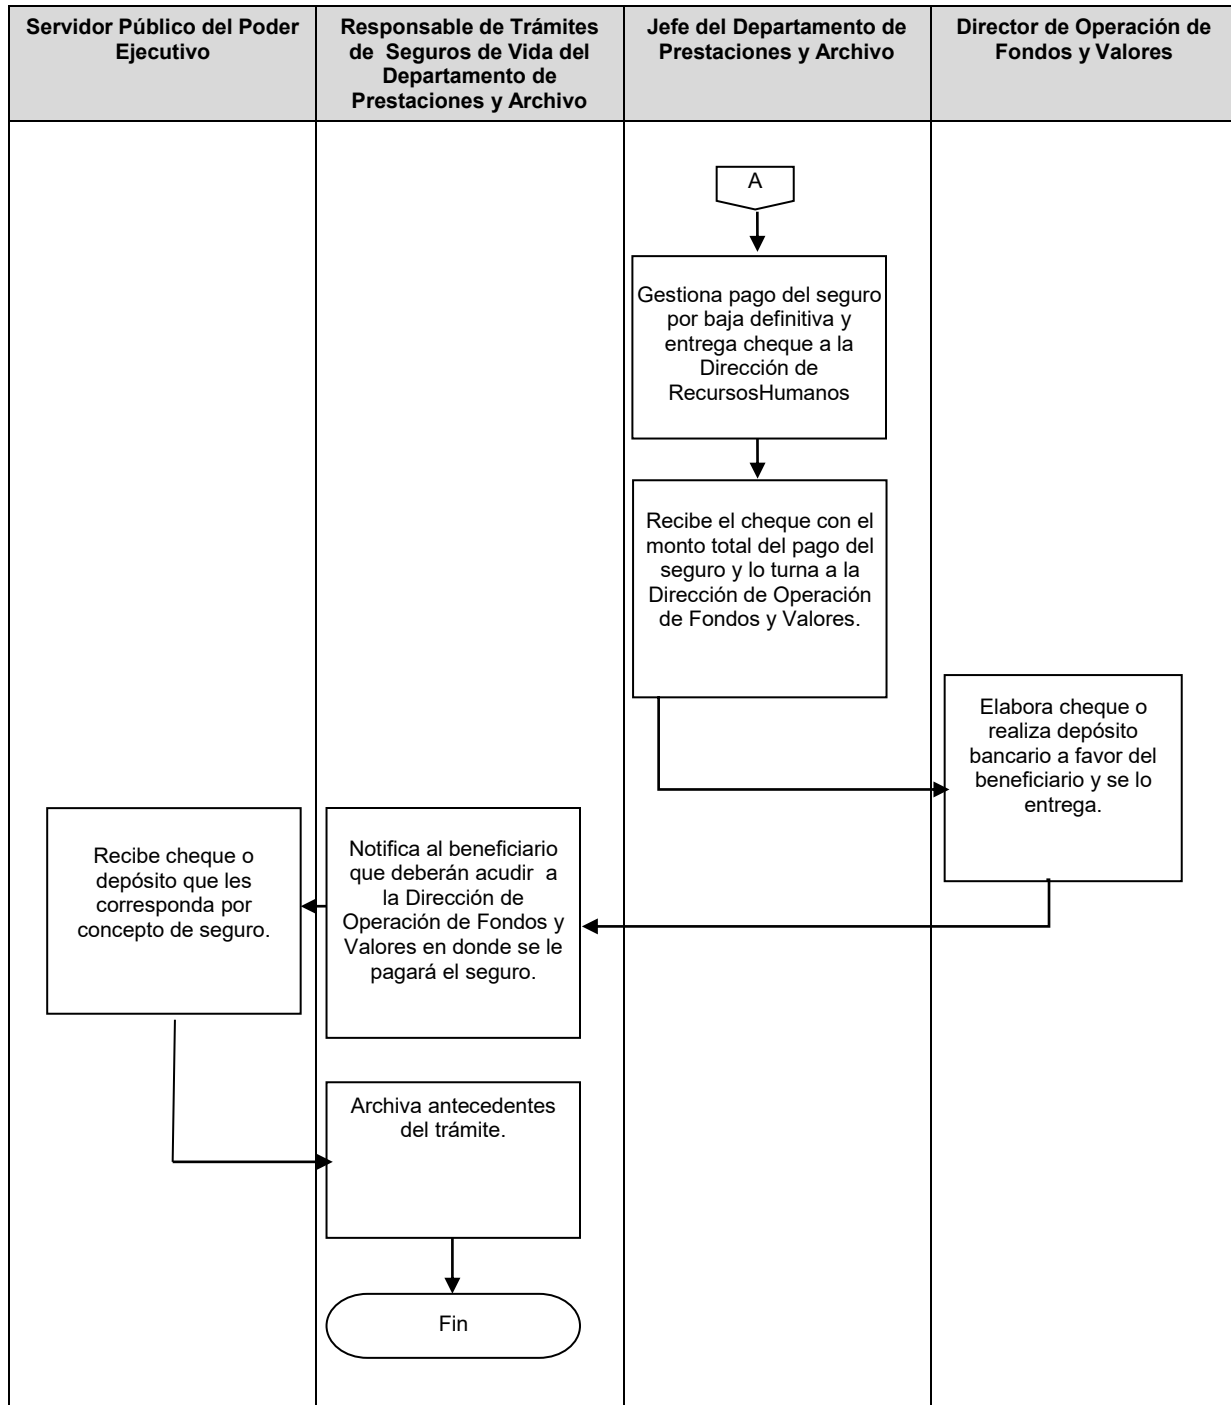 Servidor Público del Poder
Ejecutivo
Responsable de Trámites
de Seguros de Vida del
Departamento de
Prestaciones y Archivo
Jefe del Departamento de
Prestaciones y Archivo
Director de Operación de
Fondos y Valores
A
Gestiona pago del seguro
por baja definitiva y
entrega cheque a la
Dirección de
RecursosHumanos
Recibe el cheque con el
monto total del pago del
seguro y lo turna a la
Dirección de Operación
de Fondos y Valores.
Elabora cheque o
realiza depósito
bancario a favor del
beneficiario y se lo
entrega.
Notifica al beneficiario
que deberán acudir a
la Dirección de
Operación de Fondos y
Valores en donde se le
pagará el seguro.
Recibe cheque o
depósito que les
corresponda por
concepto de seguro.
Archiva antecedentes
del trámite.
Fin